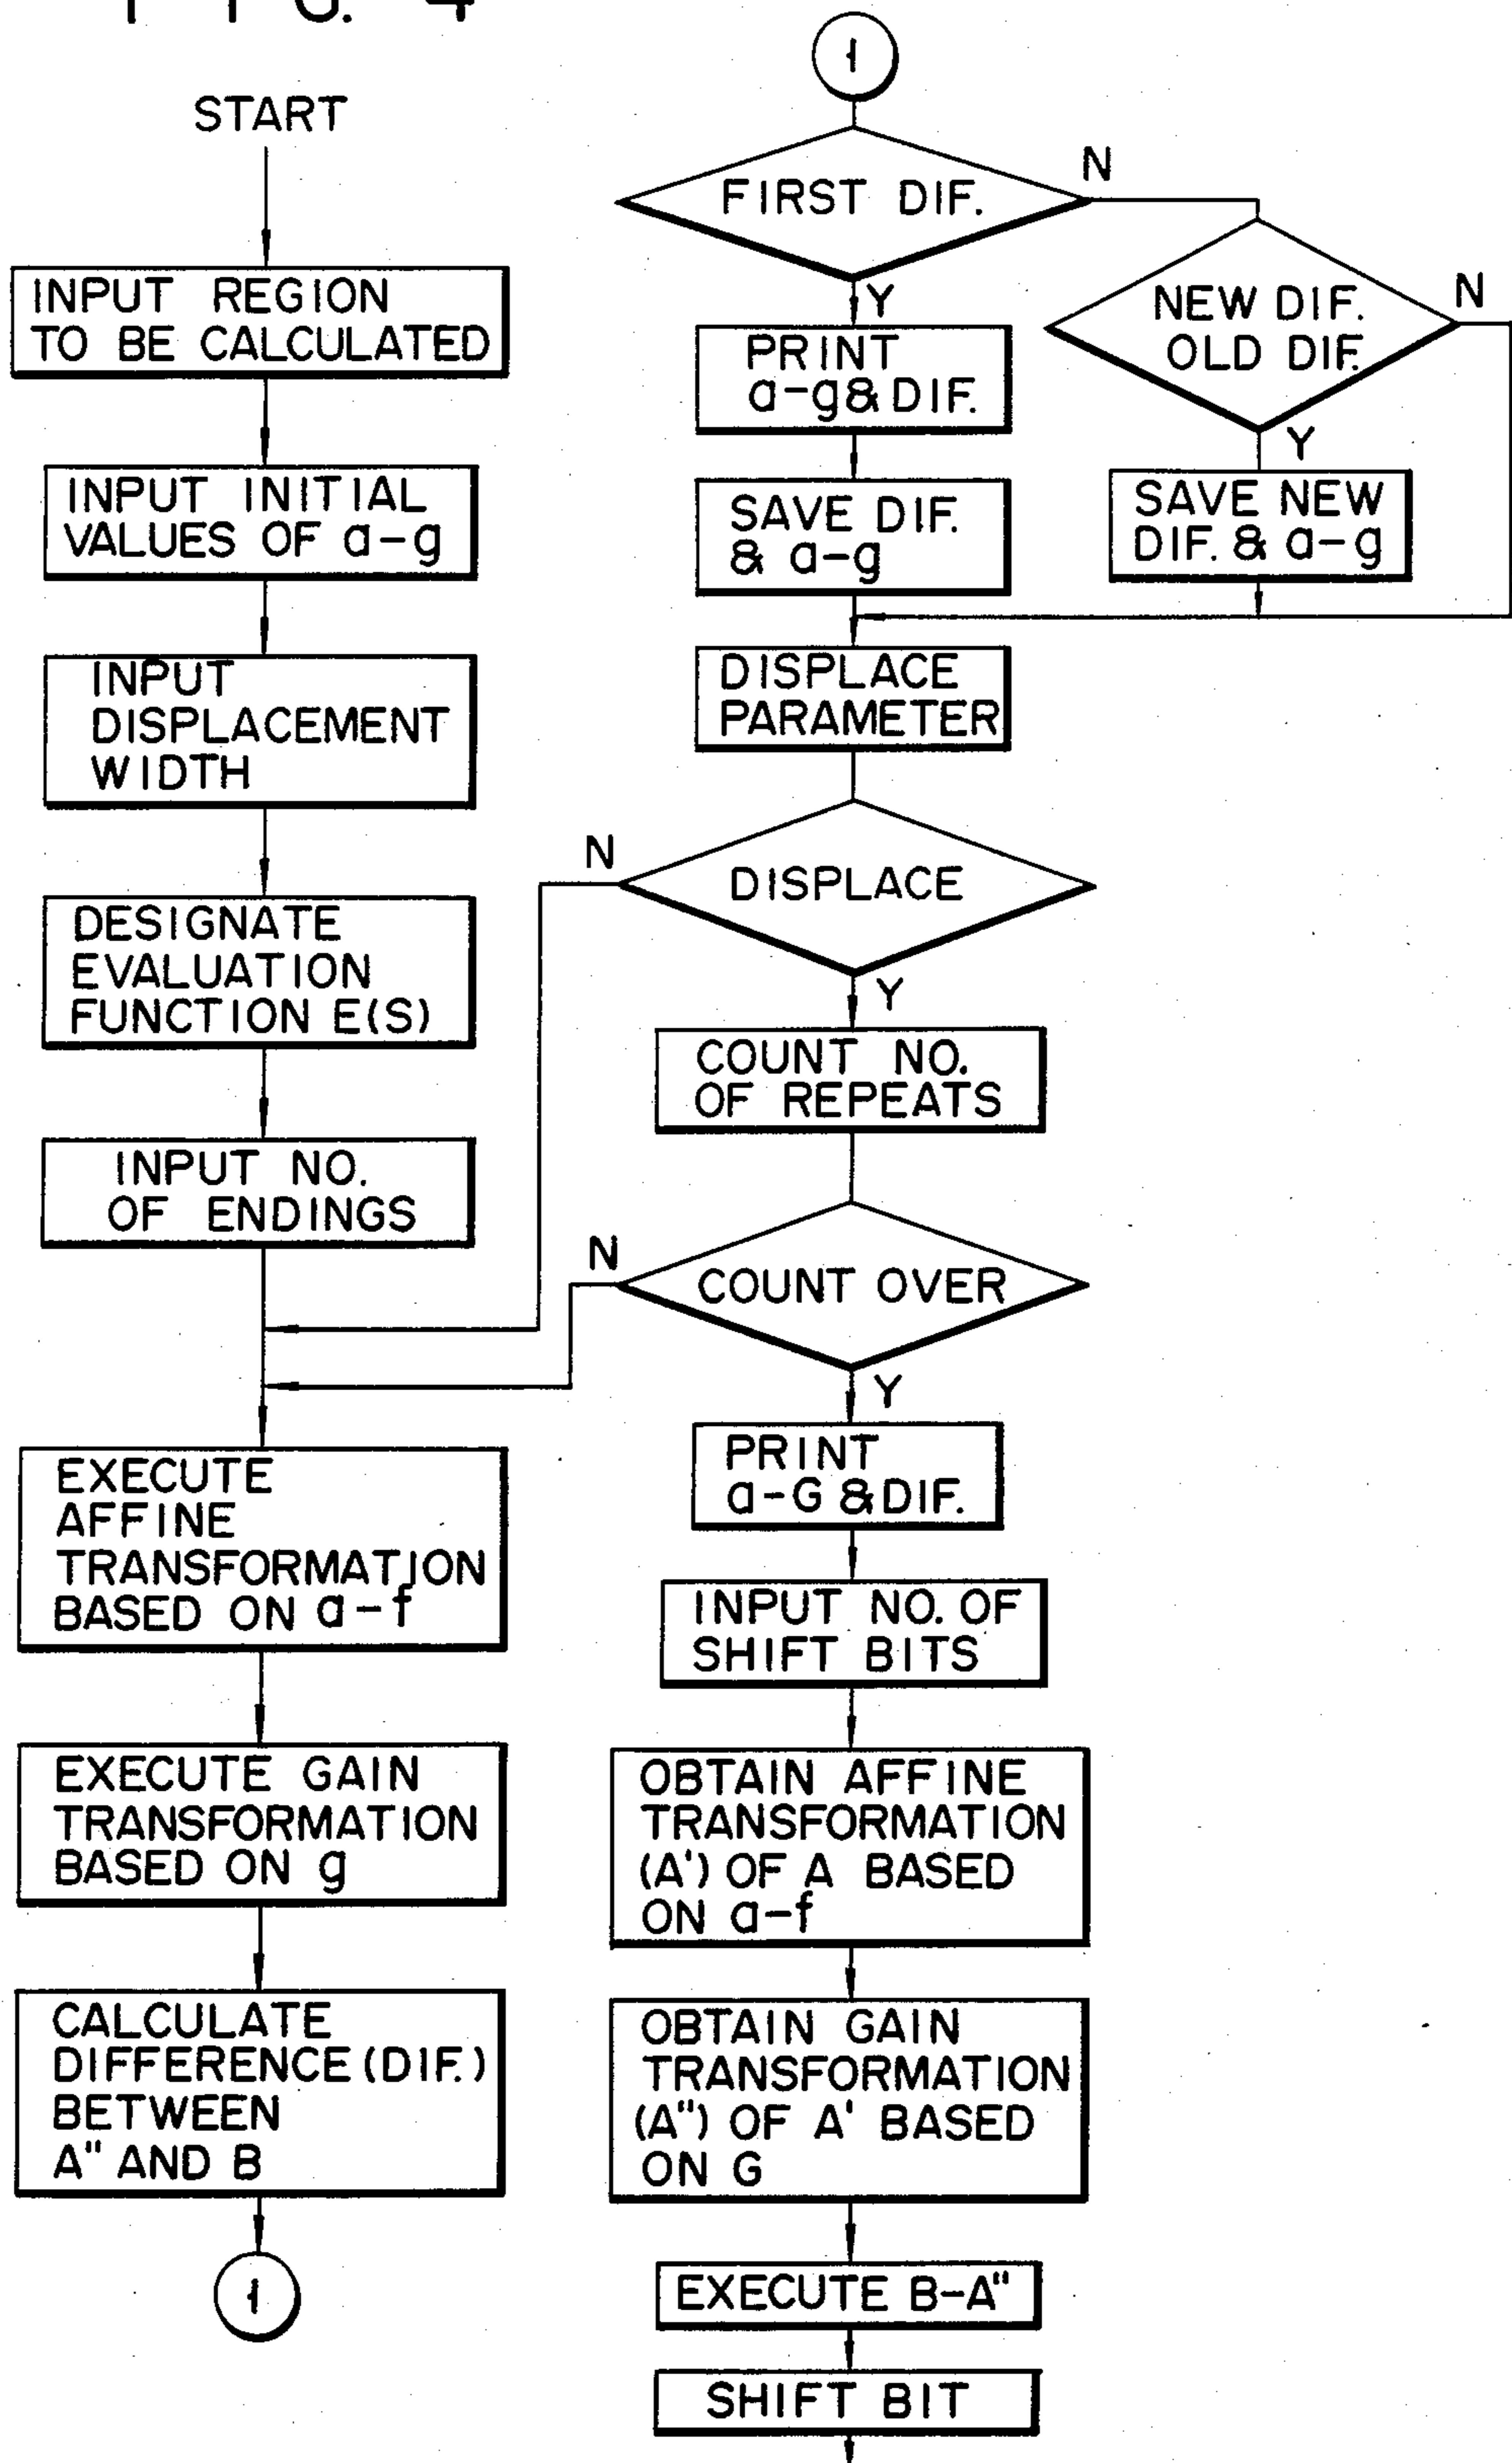 FIG. 4
START
INPUT REGION
TO BE CALCULATED
INPUT INITIAL
VALUES OF a-g
INPUT
DISPLACEMENT
WIDTH
DESIGNATE
EVALUATION
FUNCTION E(S)
INPUT NO.
OF ENDINGS
EXECUTE
AFFINE
TRANSFORMATION
BASED ON a-f
EXECUTE GAIN
TRANSFORMATION
BASED ON g
CALCULATE
DIFFERENCE (DIF.)
BETWEEN
A" AND B
1
1
FIRST DIF.
N
Y
NEW DIF.
OLD DIF.
N
Y
PRINT
a-g & DIF.
SAVE DIF.
& a-g
SAVE NEW
DIF. & a-g
DISPLACE
PARAMETER
N
DISPLACE
Y
COUNT NO.
OF REPEATS
N
COUNT OVER
Y
PRINT
a-G & DIF.
INPUT NO. OF
SHIFT BITS
OBTAIN AFFINE
TRANSFORMATION
(A') OF A BASED
ON a-f
OBTAIN GAIN
TRANSFORMATION
(A") OF A' BASED
ON G
EXECUTE B-A"
SHIFT BIT